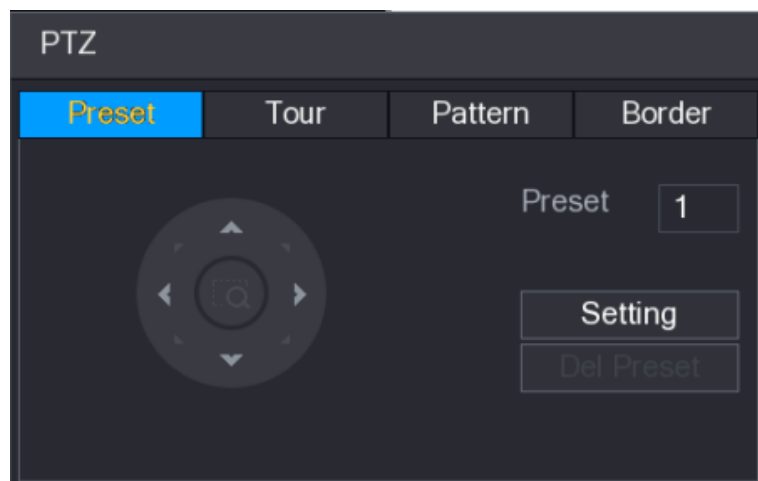 PTZ
Preset Tour Pattern Border
Preset 1
Setting
Del Preset